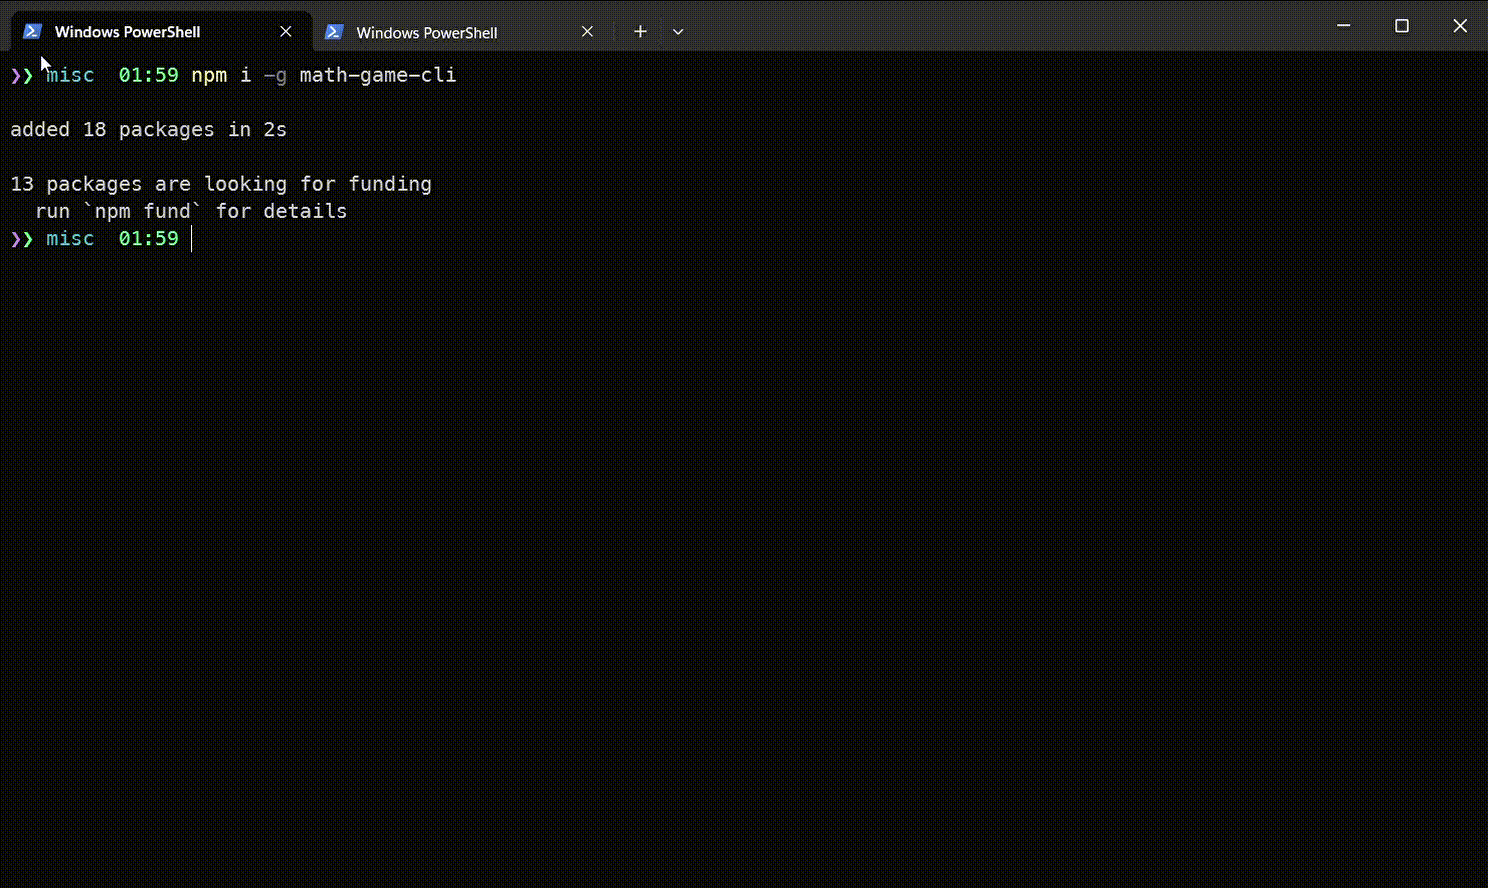 Windows PowerShell Windows PowerShell
❯❯ misc 01:59 npm i -g math-game-cli
added 18 packages in 2s
13 packages are looking for funding
run `npm fund` for details
❯❯ misc 01:59